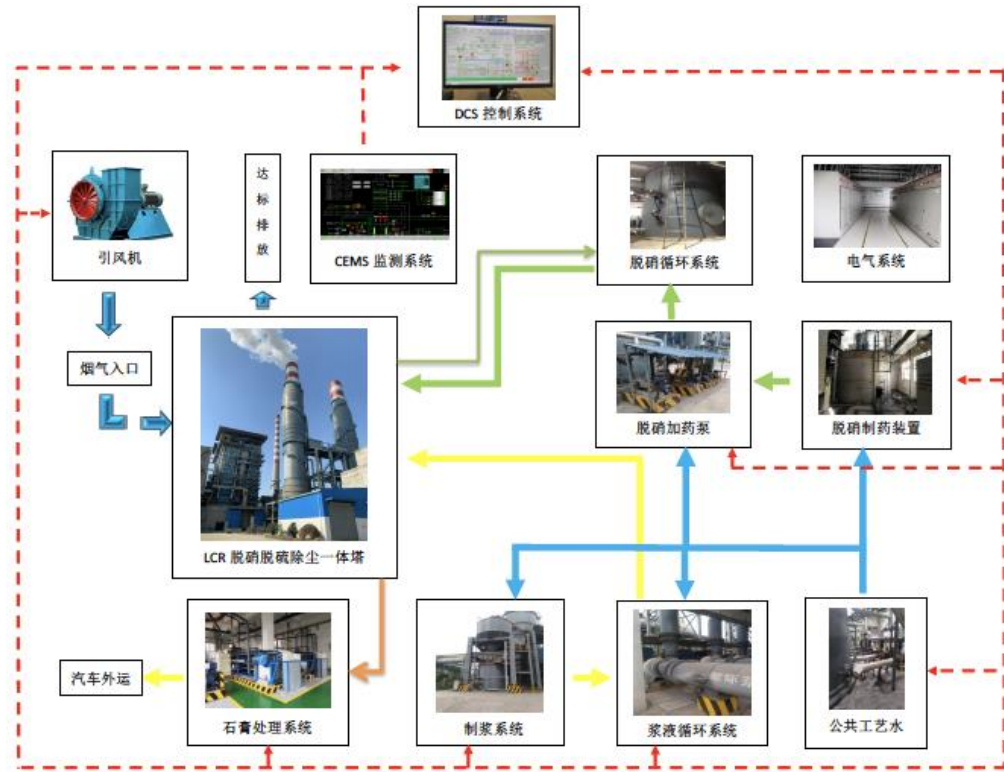 DCS 控制系统
引风机
达标排放
CEMS 监测系统
脱硝循环系统
电气系统
烟气入口
脱硝加药泵
脱硝制药装置
LCR 脱硝脱硫除尘一体塔
汽车外运
石膏处理系统
制浆系统
浆液循环系统
公共工艺水